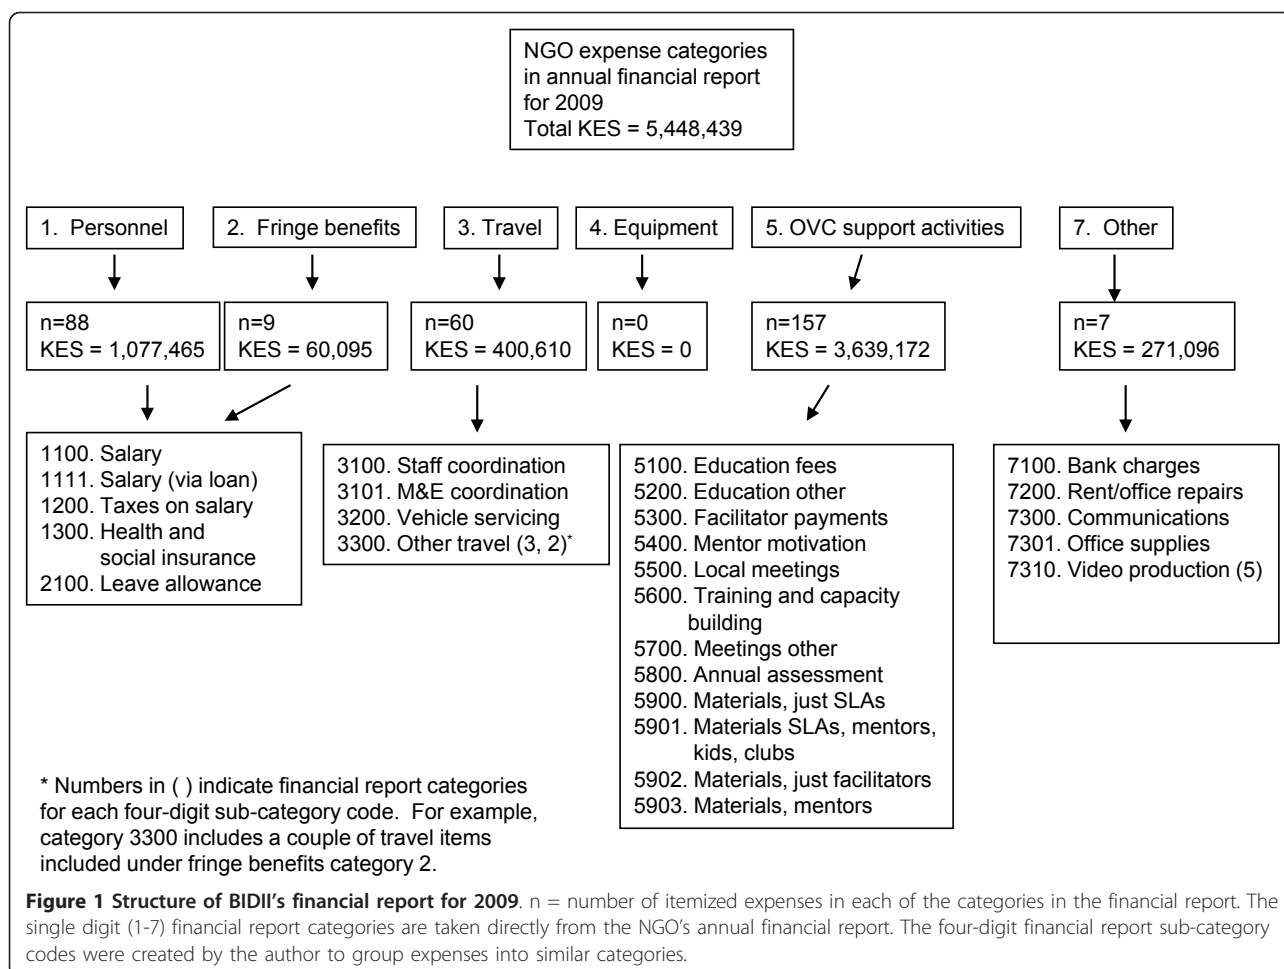 NGO expense categories
in annual financial report
for 2009
Total KES = 5,448,439
1. Personnel
2. Fringe benefits
3. Travel
4. Equipment
5. OVC support activities
7. Other
n=88
KES = 1,077,465
n=9
KES = 60,095
n=60
KES = 400,610
n=0
KES = 0
n=157
KES = 3,639,172
n=7
KES = 271,096
1100. Salary
1111. Salary (via loan)
1200. Taxes on salary
1300. Health and
social insurance
2100. Leave allowance
3100. Staff coordination
3101. M&E coordination
3200. Vehicle servicing
3300. Other travel (3, 2)*
5100. Education fees
5200. Education other
5300. Facilitator payments
5400. Mentor motivation
5500. Local meetings
5600. Training and capacity
building
5700. Meetings other
5800. Annual assessment
5900. Materials, just SLAs
5901. Materials SLAs, mentors,
kids, clubs
5902. Materials, just facilitators
5903. Materials, mentors
7100. Bank charges
7200. Rent/office repairs
7300. Communications
7301. Office supplies
7310. Video production (5)
* Numbers in ( ) indicate financial report categories
for each four-digit sub-category code. For example,
category 3300 includes a couple of travel items
included under fringe benefits category 2.
Figure 1 Structure of BIDII's financial report for 2009. n = number of itemized expenses in each of the categories in the financial report. The
single digit (1-7) financial report categories are taken directly from the NGO's annual financial report. The four-digit financial report sub-category
codes were created by the author to group expenses into similar categories.